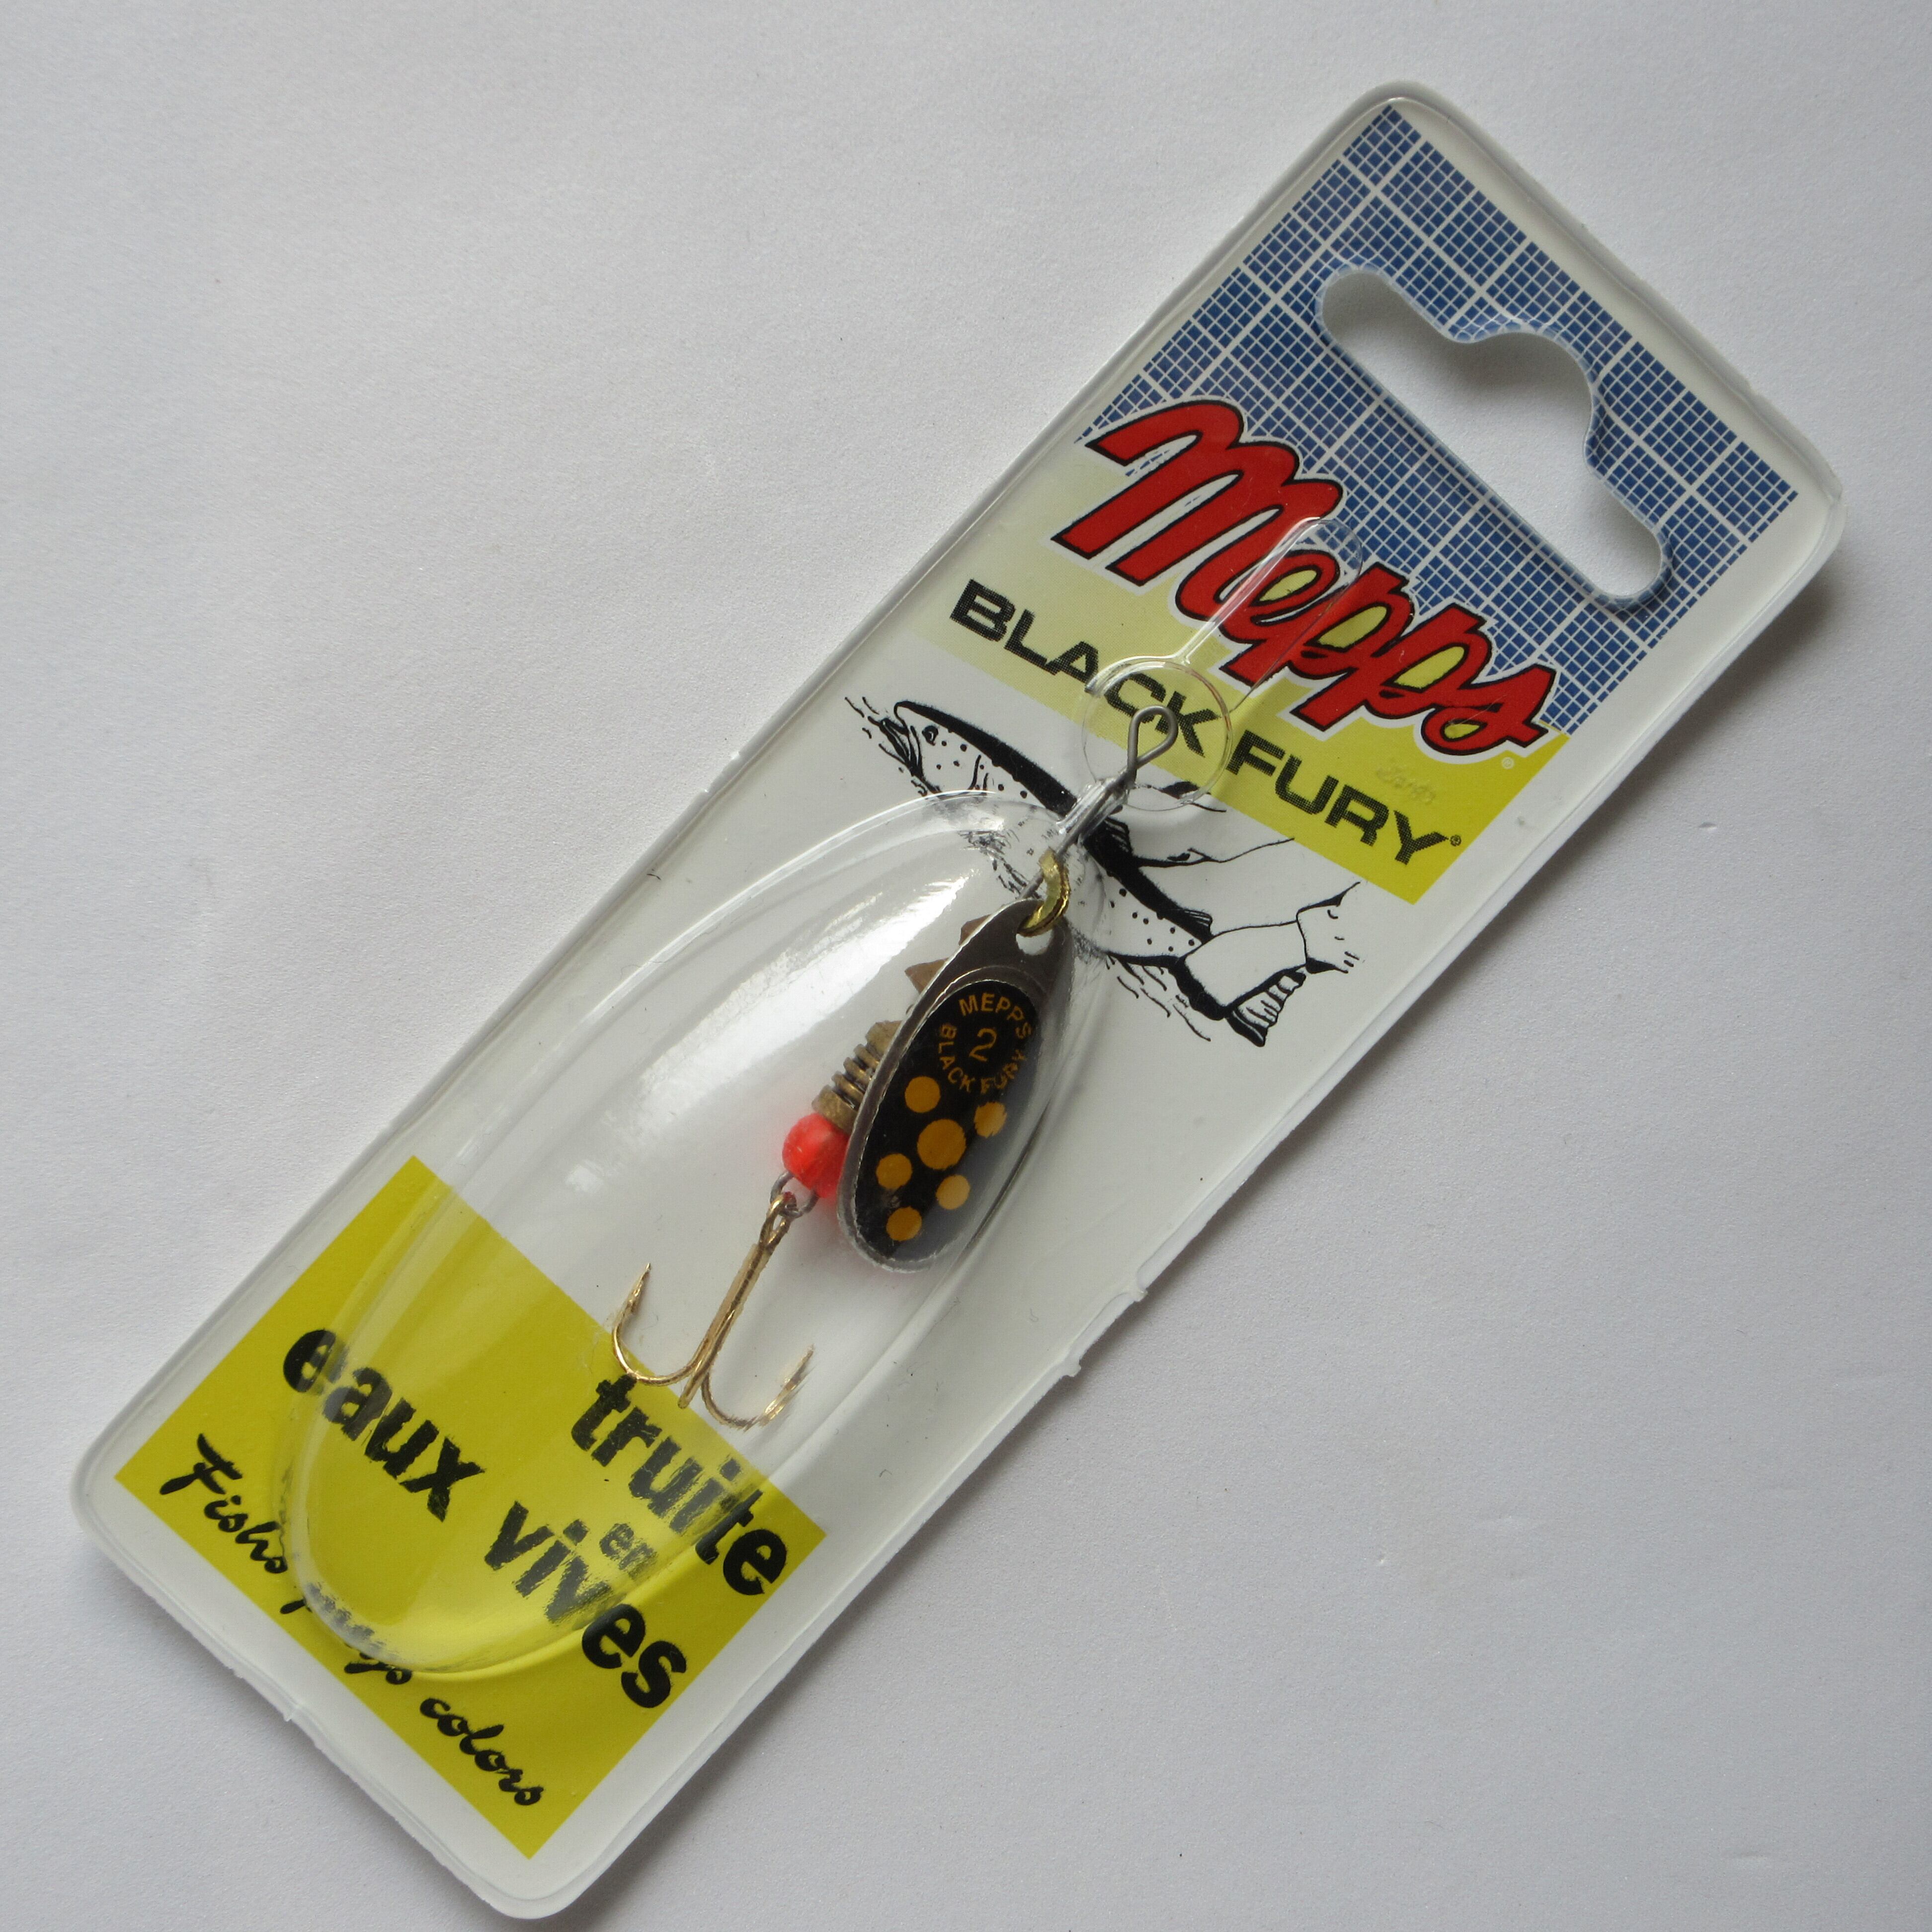 Mepps®
BLACK FURY®
MEPPS
2
BLACK FURY
truite
en
eaux vives
colors